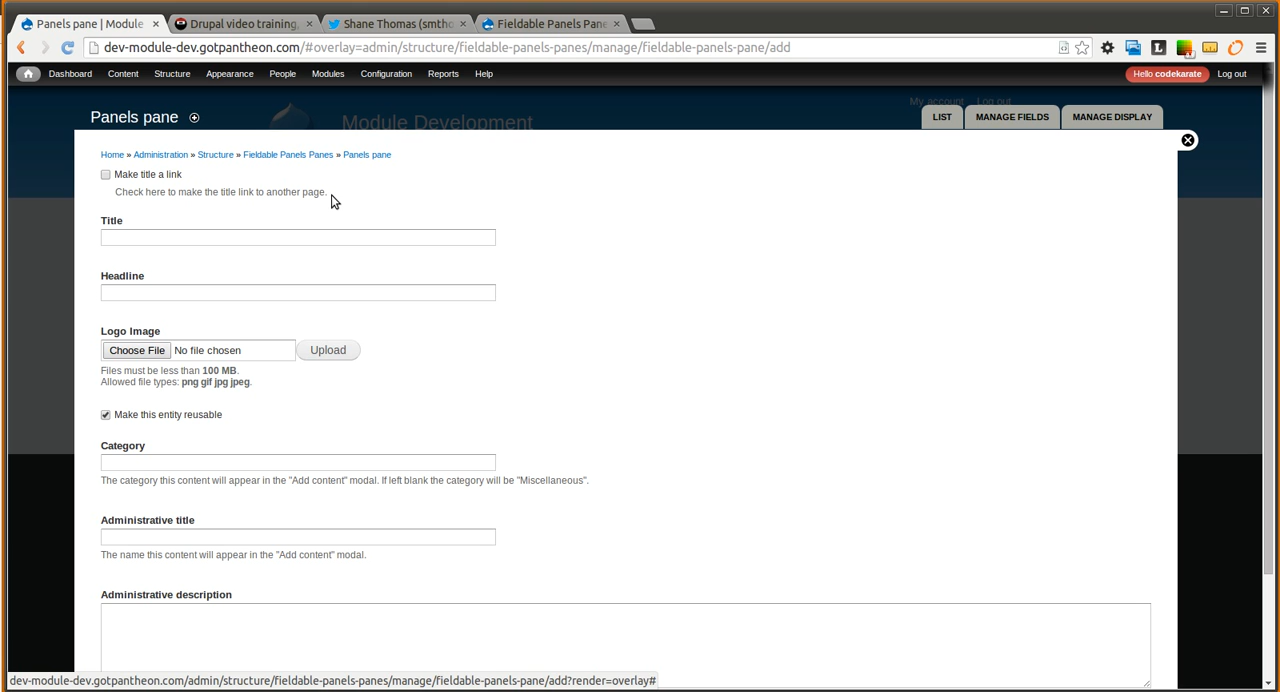 Panels pane | Module
Drupal video training,
Shane Thomas (smtho
Fieldable Panels Pane
dev-module-dev.gotpantheon.com/#overlay=admin/structure/fieldable-panels-panes/manage/fieldable-panels-pane/add
Dashboard Content Structure Appearance People Modules Configuration Reports Help Hello codekarate Log out
My account Log out
Panels pane
Module Development
LIST MANAGE FIELDS MANAGE DISPLAY
Home » Administration » Structure » Fieldable Panels Panes » Panels pane
Make title a link
Check here to make the title link to another page.
Title
Headline
Logo Image
Choose File No file chosen Upload
Files must be less than 100 MB.
Allowed file types: png gif jpg jpeg.
Make this entity reusable
Category
The category this content will appear in the "Add content" modal. If left blank the category will be "Miscellaneous".
Administrative title
The name this content will appear in the "Add content" modal.
Administrative description
dev-module-dev.gotpantheon.com/admin/structure/fieldable-panels-panes/manage/fieldable-panels-pane/add?render=overlay#